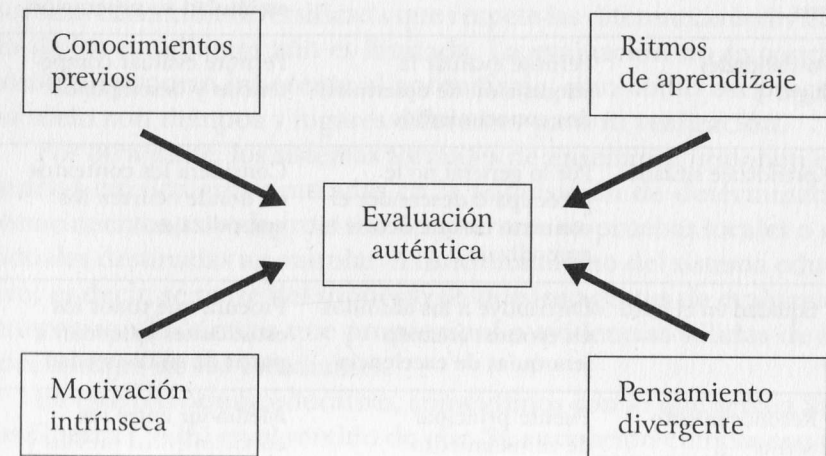 Conocimientos
previos
Ritmos
de aprendizaje
Evaluación
auténtica
Motivación
intrínseca
Pensamiento
divergente